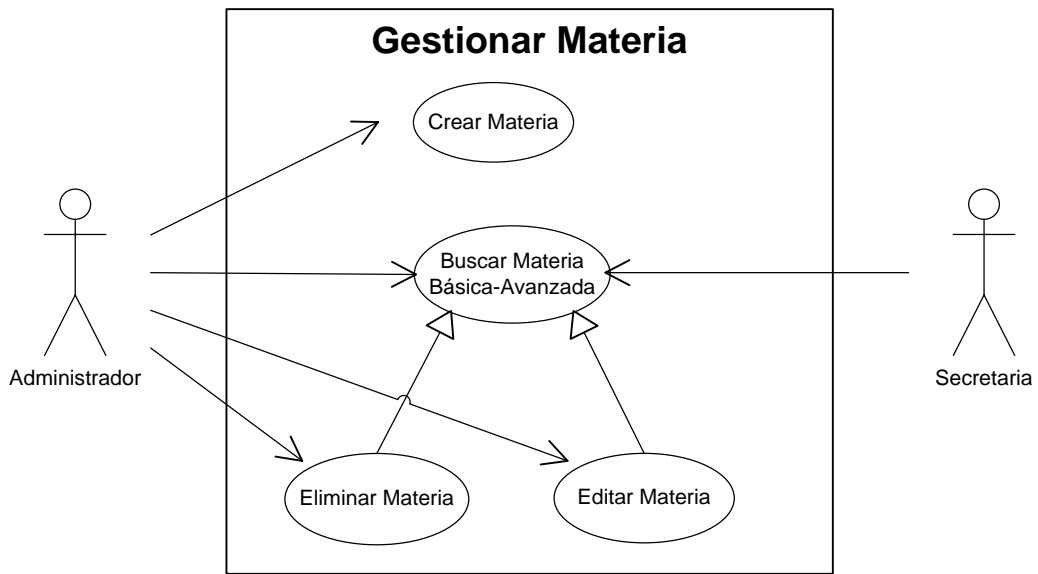 Gestionar Materia
Crear Materia
Buscar Materia
Básica-Avanzada
Administrador
Secretaria
Eliminar Materia
Editar Materia